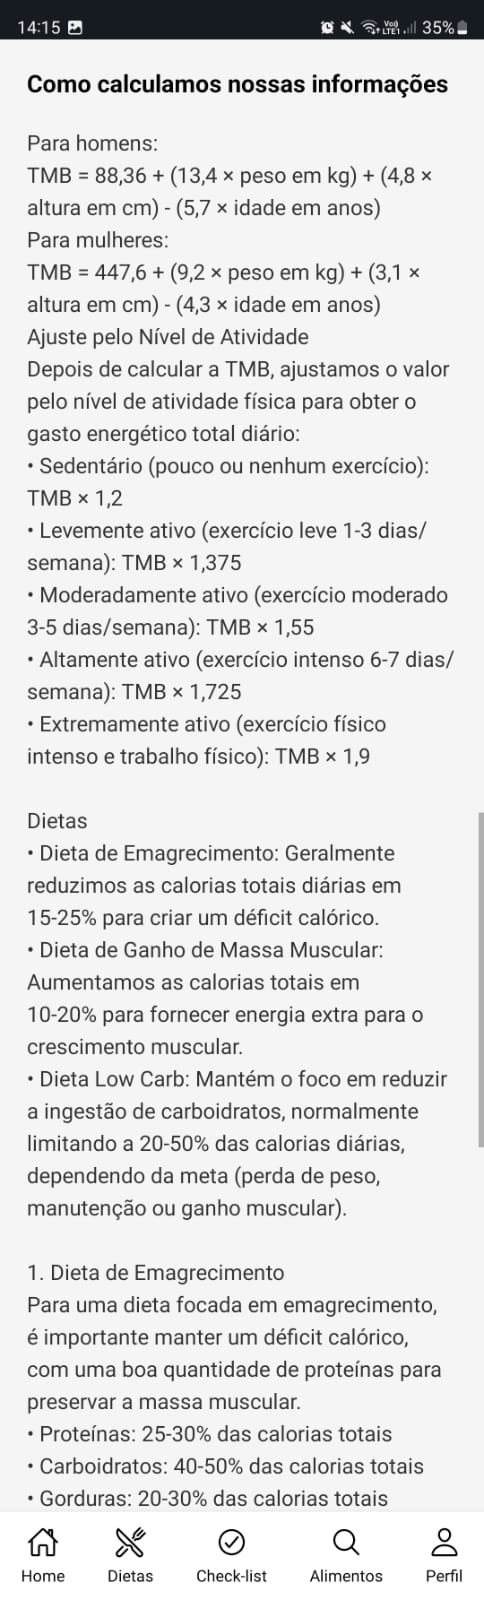 14:15
Vo)) LTE1 35%
Como calculamos nossas informações
Para homens:
TMB = 88,36 + (13,4 × peso em kg) + (4,8 ×
altura em cm) - (5,7 × idade em anos)
Para mulheres:
TMB = 447,6 + (9,2 × peso em kg) + (3,1 ×
altura em cm) - (4,3 × idade em anos)
Ajuste pelo Nível de Atividade
Depois de calcular a TMB, ajustamos o valor
pelo nível de atividade física para obter o
gasto energético total diário:
• Sedentário (pouco ou nenhum exercício):
TMB × 1,2
• Levemente ativo (exercício leve 1-3 dias/
semana): TMB × 1,375
• Moderadamente ativo (exercício moderado
3-5 dias/semana): TMB × 1,55
• Altamente ativo (exercício intenso 6-7 dias/
semana): TMB × 1,725
• Extremamente ativo (exercício físico
intenso e trabalho físico): TMB × 1,9
Dietas
• Dieta de Emagrecimento: Geralmente
reduzimos as calorias totais diárias em
15-25% para criar um déficit calórico.
• Dieta de Ganho de Massa Muscular:
Aumentamos as calorias totais em
10-20% para fornecer energia extra para o
crescimento muscular.
• Dieta Low Carb: Mantém o foco em reduzir
a ingestão de carboidratos, normalmente
limitando a 20-50% das calorias diárias,
dependendo da meta (perda de peso,
manutenção ou ganho muscular).
1. Dieta de Emagrecimento
Para uma dieta focada em emagrecimento,
é importante manter um déficit calórico,
com uma boa quantidade de proteínas para
preservar a massa muscular.
• Proteínas: 25-30% das calorias totais
• Carboidratos: 40-50% das calorias totais
• Gorduras: 20-30% das calorias totais
Home Dietas Check-list Alimentos Perfil